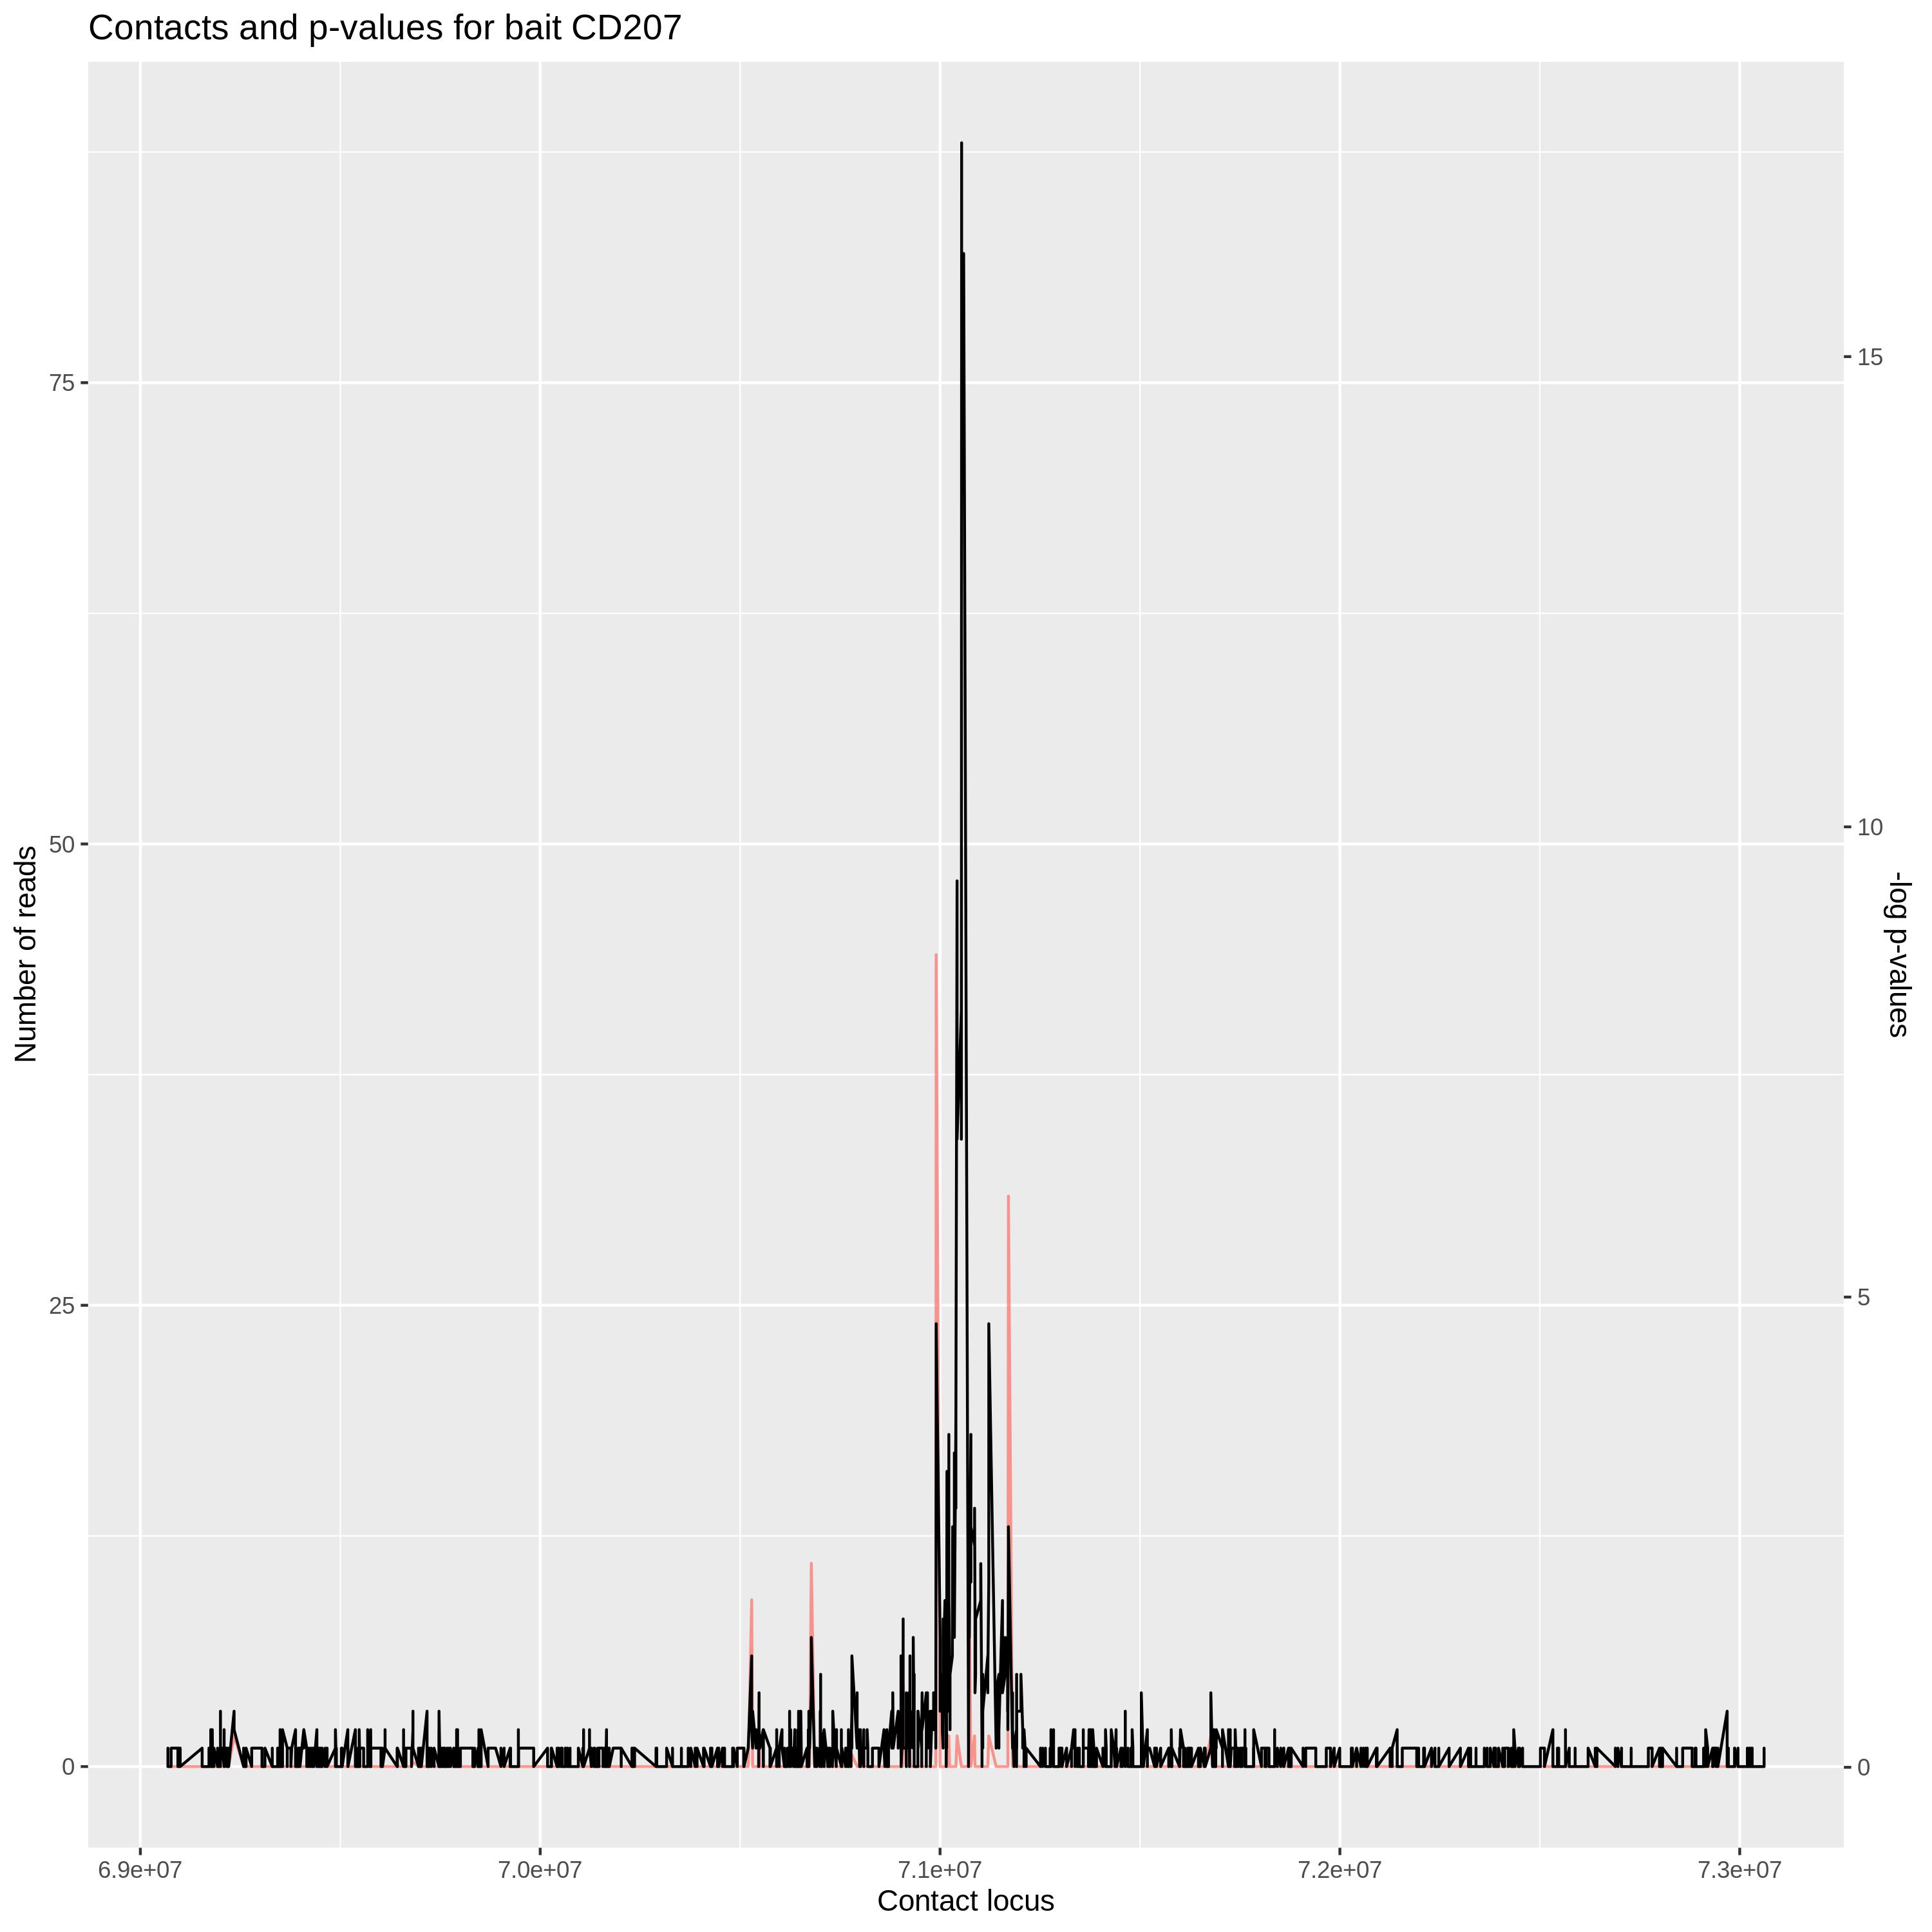 Contacts and p-values for bait CD207
75
50
25
0
Number of reads
15
10
5
0
-log p-values
6.9e+07 7.0e+07 7.1e+07 7.2e+07 7.3e+07
Contact locus